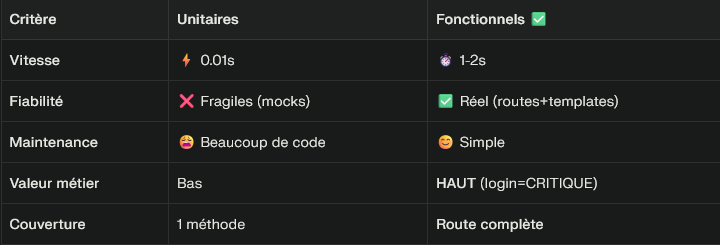 Critère Unitaires Fonctionnels ✅
Vitesse ⚡ 0.01s ⏱️ 1-2s
Fiabilité ❌ Fragiles (mocks) ✅ Réel (routes+templates)
Maintenance 😩 Beaucoup de code 😊 Simple
Valeur métier Bas HAUT (login=CRITIQUE)
Couverture 1 méthode Route complète